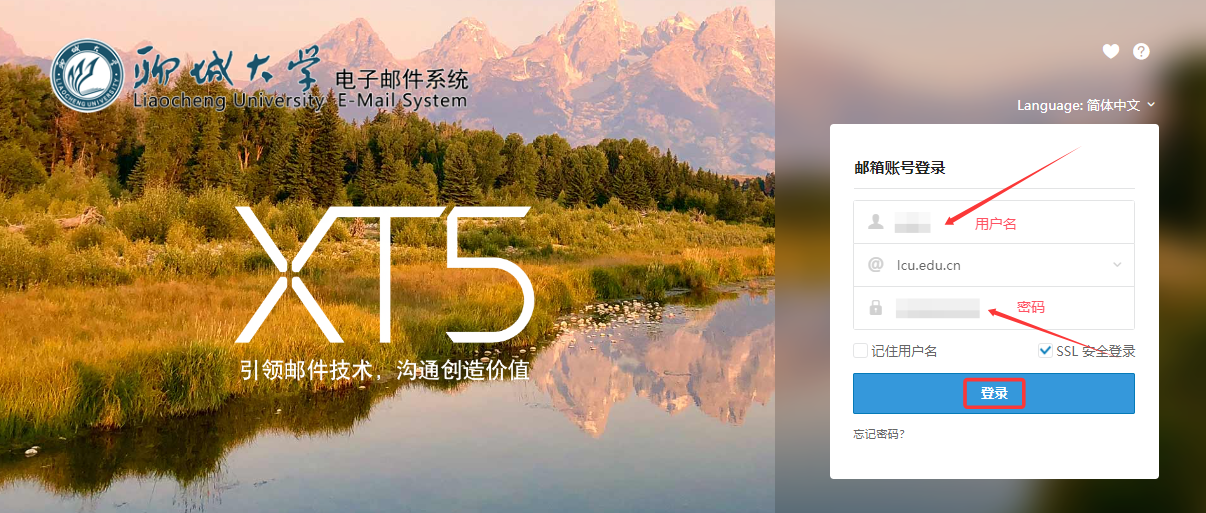 聊城大学 电子邮件系统
Liaocheng University E-Mail System
XT5
引领邮件技术，沟通创造价值
Language: 简体中文
邮箱账号登录
用户名
@ lcu.edu.cn
密码
记住用户名 SSL 安全登录
登录
忘记密码？